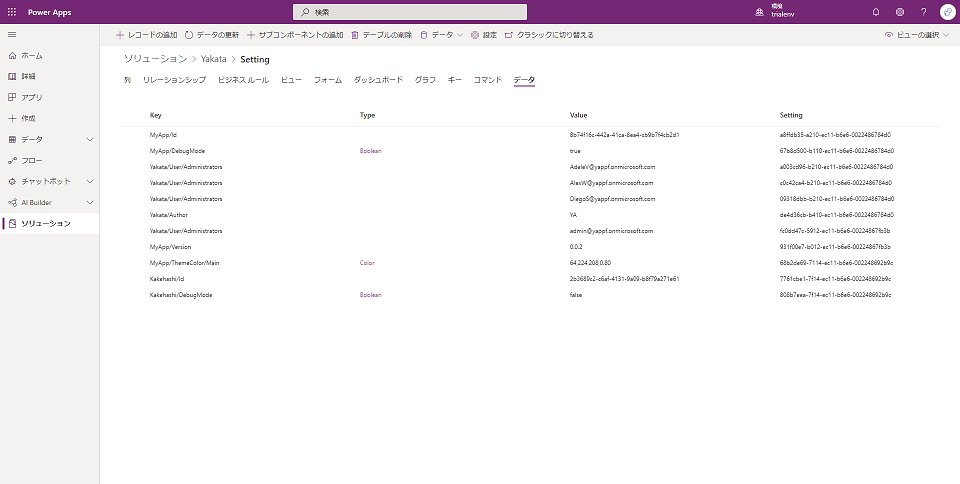 Power Apps
検索
環境
trialenv
レコードの追加 データの更新 サブコンポーネントの追加 テーブルの削除 データ 設定 クラシックに切り替える ビューの選択
ホーム
詳細
アプリ
作成
データ
フロー
チャットボット
AI Builder
ソリューション
ソリューション > Yakata > Setting
列 リレーションシップ ビジネス ルール ビュー フォーム ダッシュボード グラフ キー コマンド データ
Key Type Value Setting
MyApp/Id 8b74f16c-442a-41ca-8ea4-cb9b7f4cb2d1 a8ffdb35-a210-ec11-b6e6-0022486784d0
MyApp/DebugMode Boolean true 67b8d500-b110-ec11-b6e6-0022486784d0
Yakata/User/Administrators AdeleV@yappf.onmicrosoft.com a003cd96-b210-ec11-b6e6-0022486784d0
Yakata/User/Administrators AlexW@yappf.onmicrosoft.com c0c42ca4-b210-ec11-b6e6-0022486784d0
Yakata/User/Administrators DiegoS@yappf.onmicrosoft.com 09318dbb-b210-ec11-b6e6-0022486784d0
Yakata/Author YA de4d36cb-b410-ec11-b6e6-0022486784d0
Yakata/User/Administrators admin@yappf.onmicrosoft.com fc0dd47c-5912-ec11-b6e6-00224867fb3b
MyApp/Version 0.0.2 931f00e7-b012-ec11-b6e6-00224867fb3b
MyApp/ThemeColor/Main Color 64,224,208,0.80 68b2de69-7114-ec11-b6e6-002248692b9c
Kakehashi/Id 2b3689c2-c6af-4131-9a09-b8f79a271e61 7761cbe1-7f14-ec11-b6e6-002248692b9c
Kakehashi/DebugMode Boolean false 808b7eea-7f14-ec11-b6e6-002248692b9c